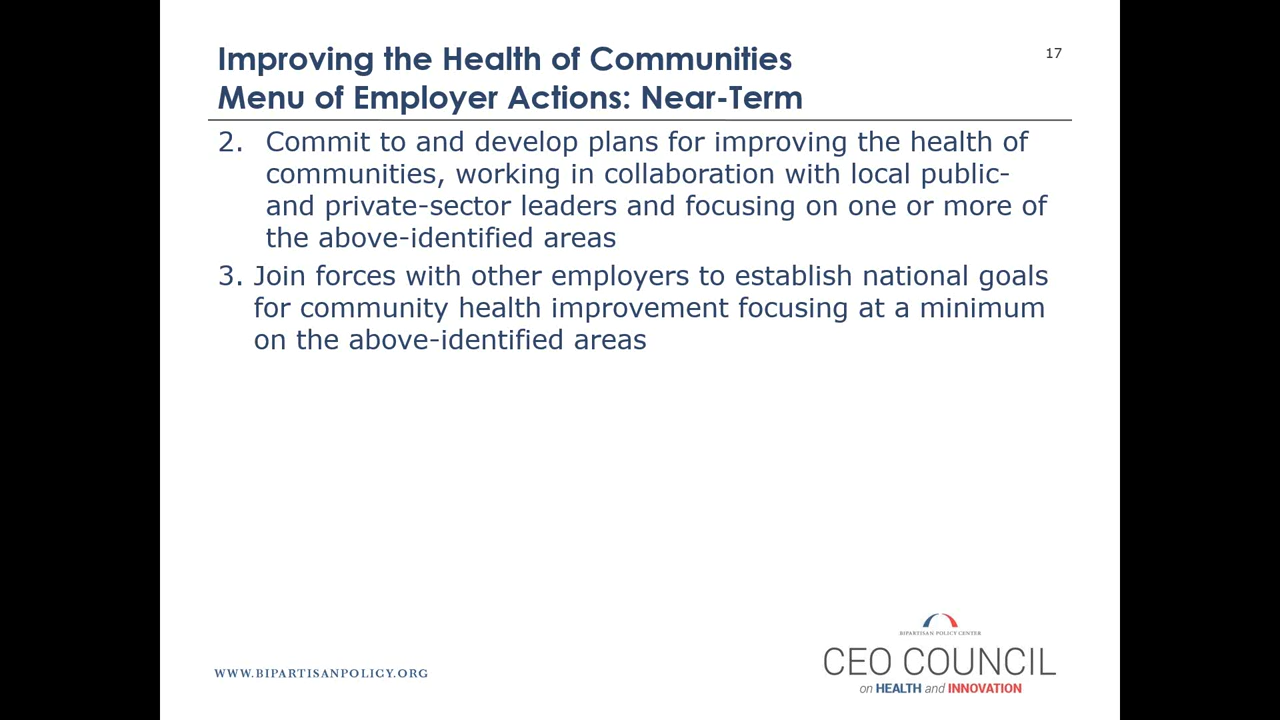 Improving the Health of Communities
17
Menu of Employer Actions: Near-Term
2. Commit to and develop plans for improving the health of
communities, working in collaboration with local public-
and private-sector leaders and focusing on one or more of
the above-identified areas
3. Join forces with other employers to establish national goals
for community health improvement focusing at a minimum
on the above-identified areas
BIPARTISAN POLICY CENTER
CEO COUNCIL
on HEALTH and INNOVATION
WWW.BIPARTISANPOLICY.ORG